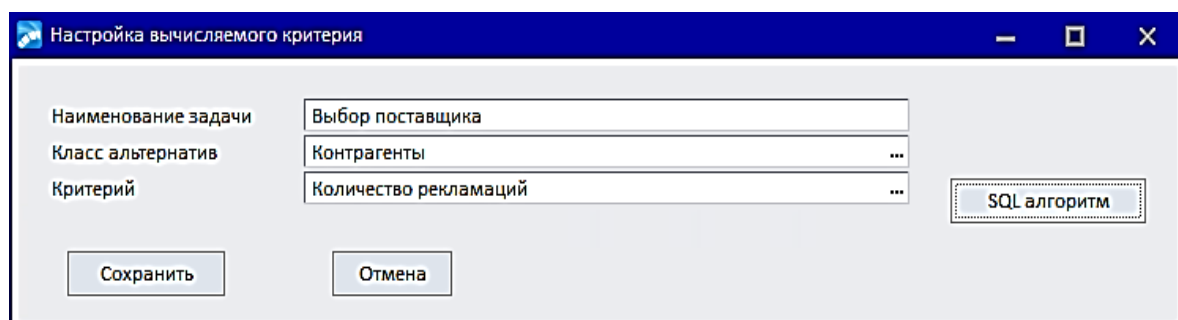 Настройка вычисляемого критерия
Наименование задачи Выбор поставщика
Класс альтернатив Контрагенты ...
Критерий Количество рекламаций ...
SQL алгоритм
Сохранить Отмена